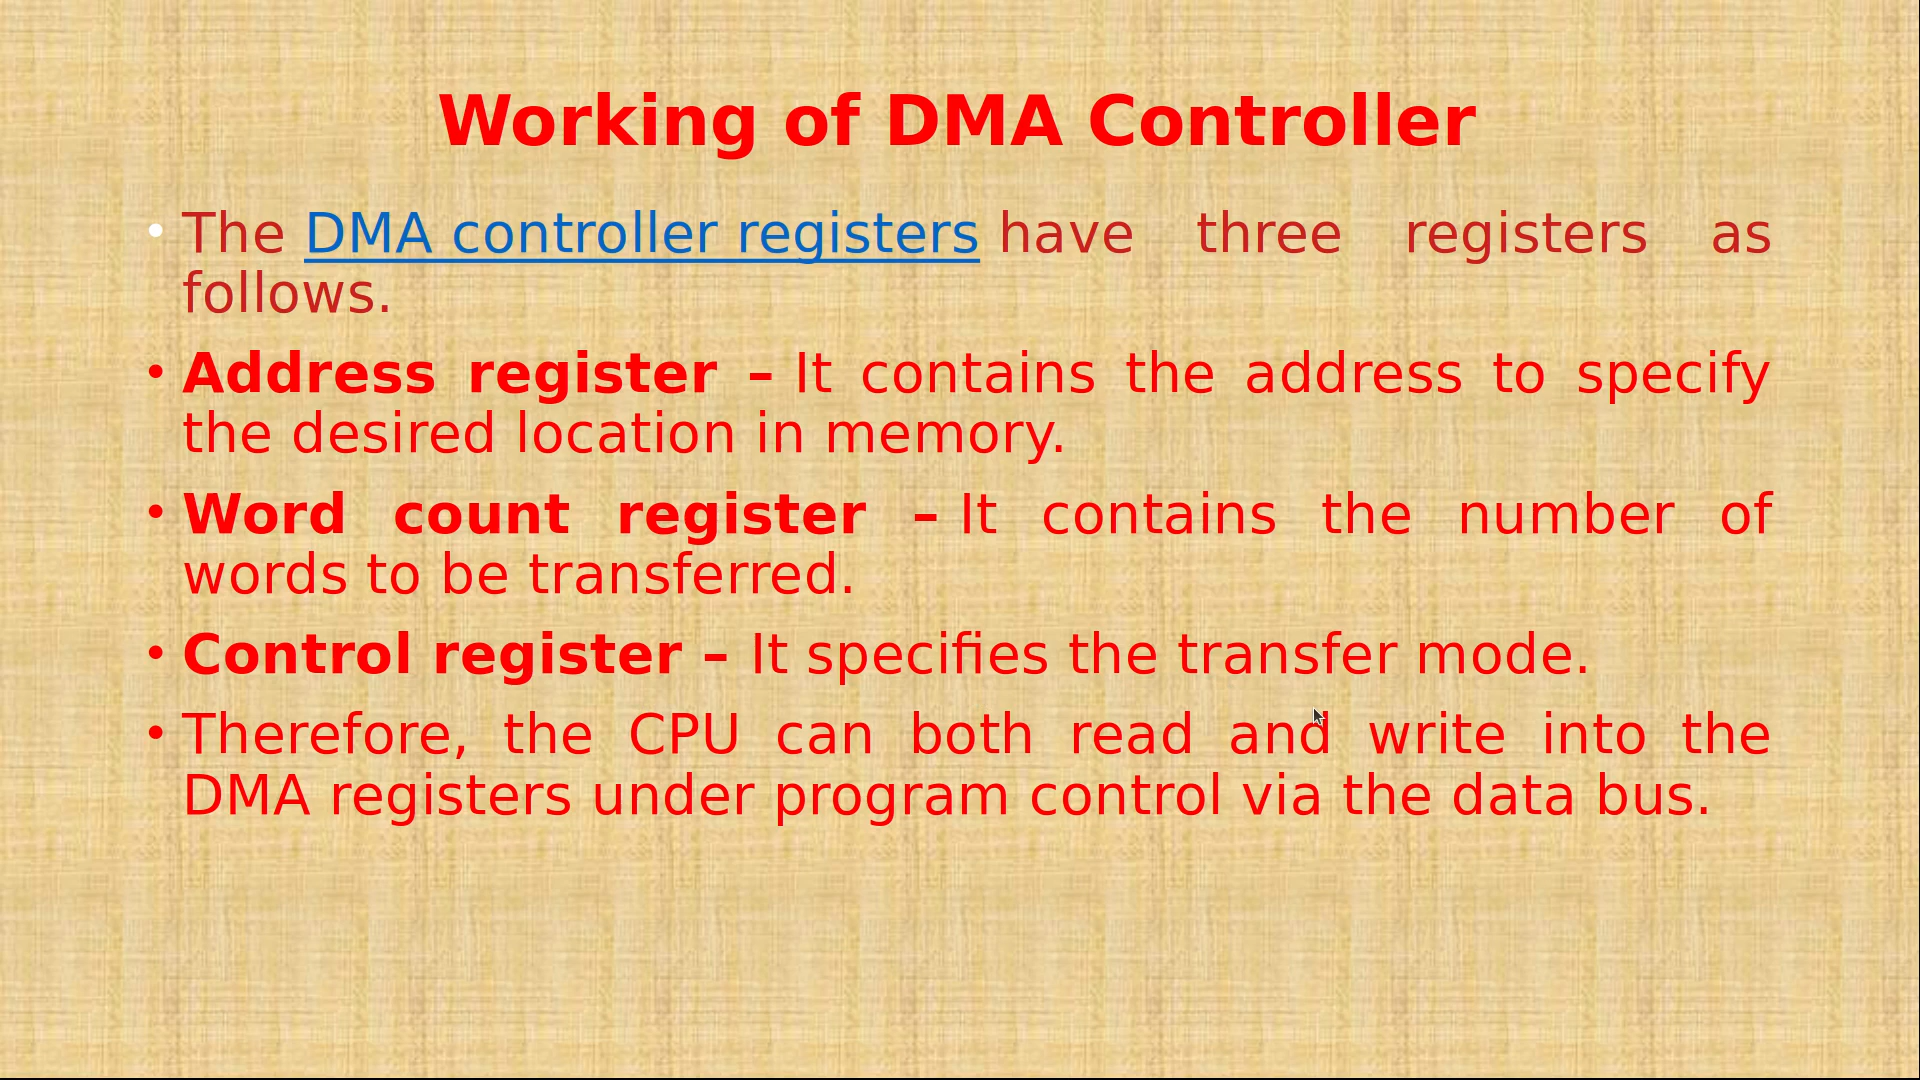 Working of DMA Controller
• The DMA controller registers have three registers as
follows.
• Address register – It contains the address to specify
the desired location in memory.
• Word count register – It contains the number of
words to be transferred.
• Control register – It specifies the transfer mode.
• Therefore, the CPU can both read and write into the
DMA registers under program control via the data bus.